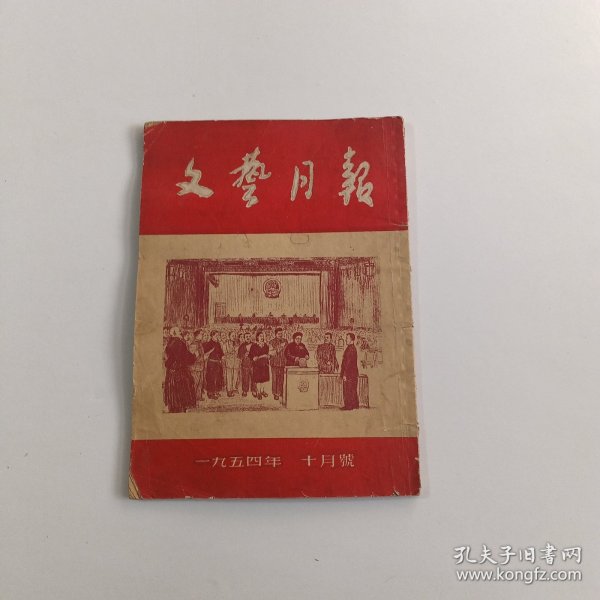 文藝月報
一九五四年 十月號
孔夫子旧书网
www.kongfz.com